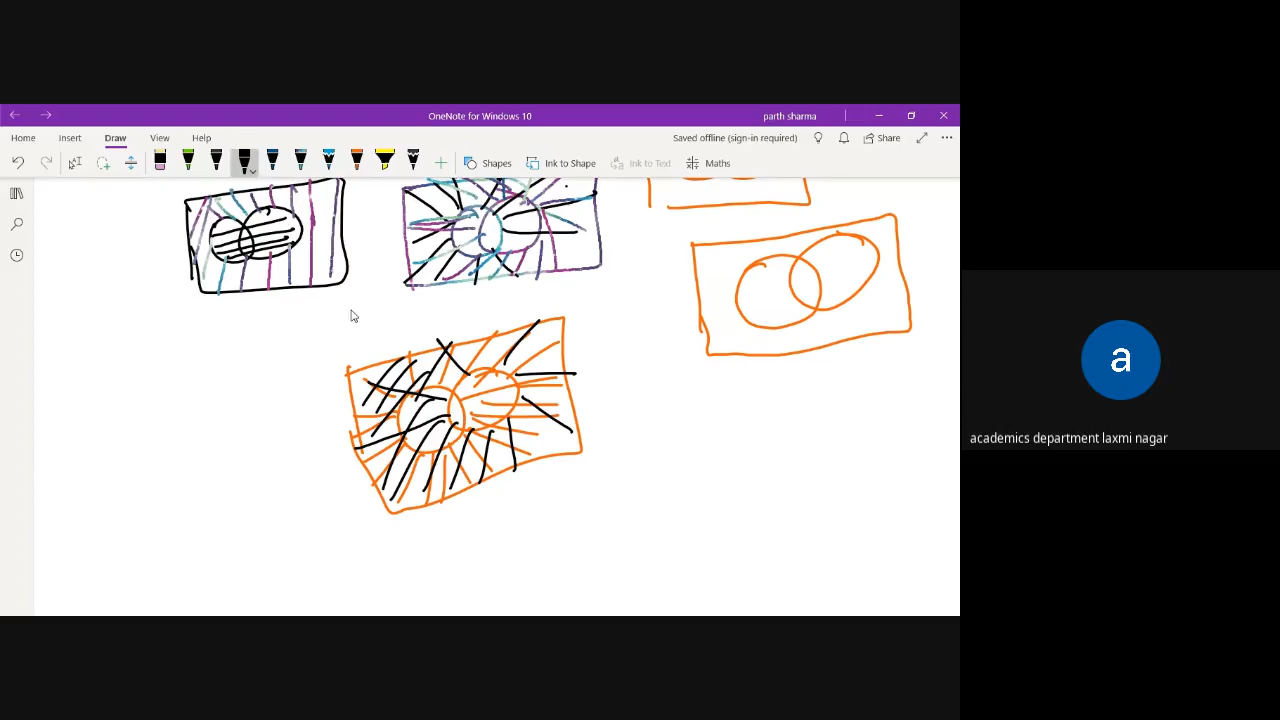 OneNote for Windows 10
parth sharma
Home Insert Draw View Help
Saved offline (sign-in required)
Share
Shapes Ink to Shape Ink to Text Maths
a
academics department laxmi nagar